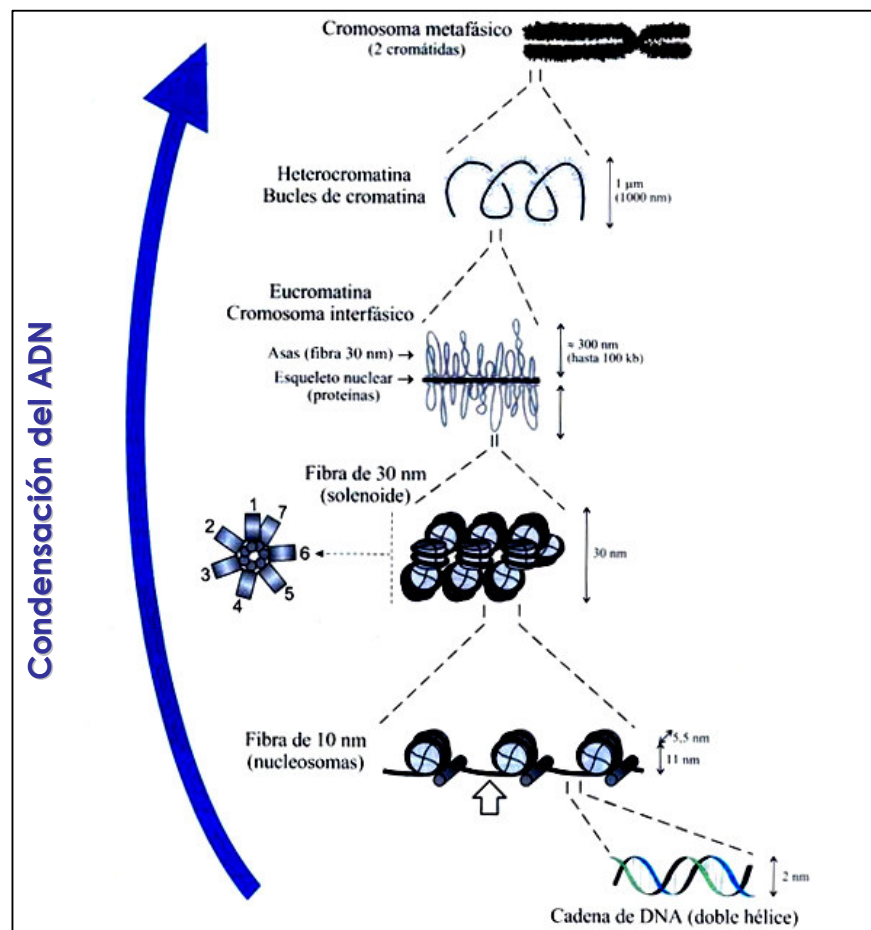 Condensación del ADN
Cromosoma metafásico
(2 cromátidas)
Heterocromatina
Bucles de cromatina
1 µm
(1000 nm)
Eucromatina
Cromosoma interfásico
Asas (fibra 30 nm)
Esqueleto nuclear
(proteínas)
≈ 300 nm
(hasta 100 kb)
Fibra de 30 nm
(solenoide)
1
7
2
6
3
5
4
30 nm
Fibra de 10 nm
(nucleosomas)
5,5 nm
11 nm
2 nm
Cadena de DNA (doble hélice)